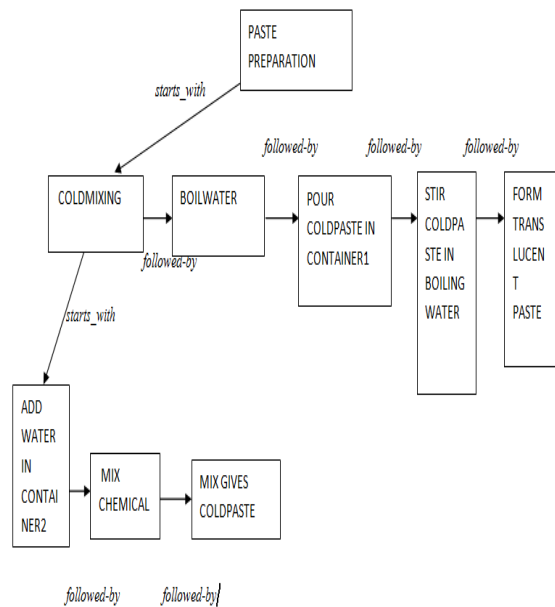 PASTE
PREPARATION
starts_with
followed-by
followed-by
followed-by
COLDMIXING
BOILWATER
POUR
COLDPASTE IN
CONTAINER1
STIR
COLDPA
STE IN
BOILING
WATER
FORM
TRANS
LUCEN
T
PASTE
followed-by
starts_with
ADD
WATER
IN
CONTAI
NER2
MIX
CHEMICAL
MIX GIVES
COLDPASTE
followed-by
followed-by